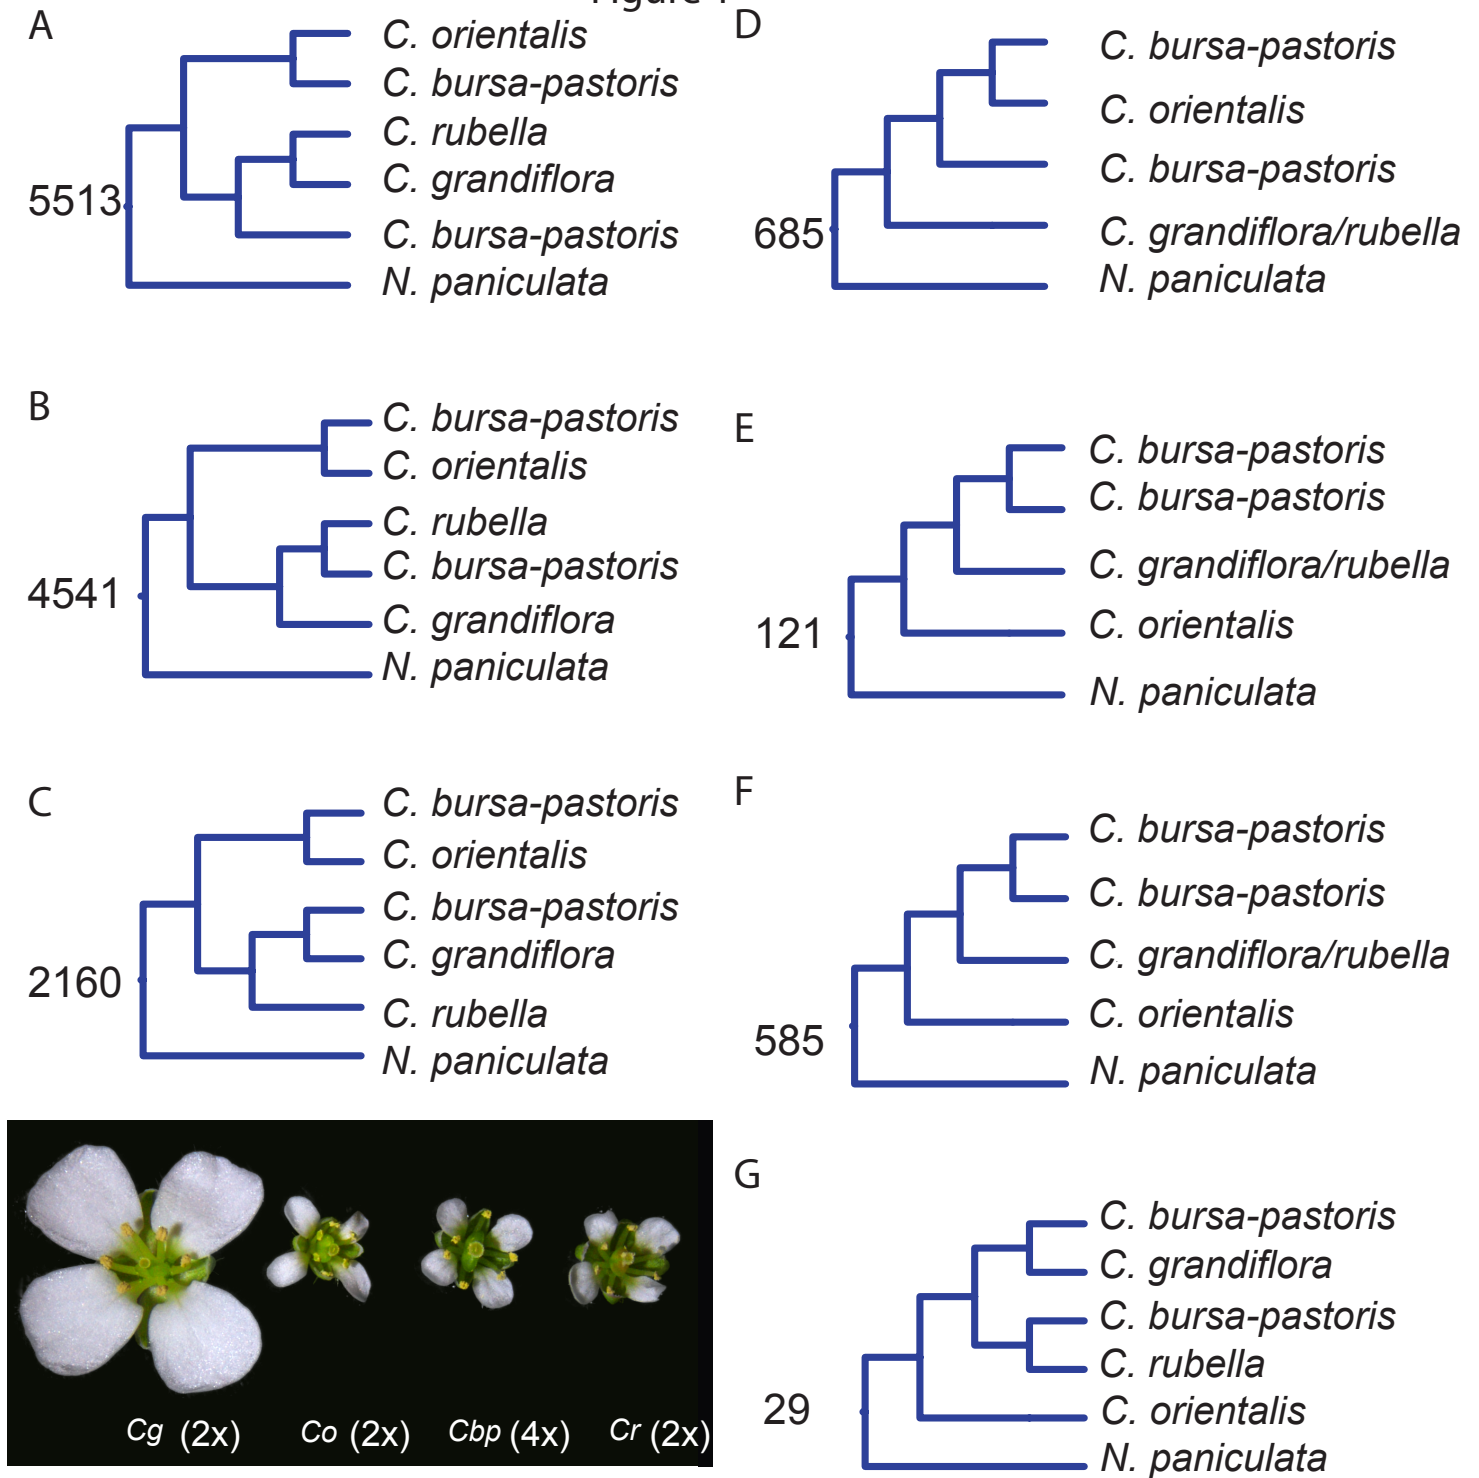 Figure 1
A
C. orientalis
C. bursa-pastoris
C. rubella
C. grandiflora
C. bursa-pastoris
N. paniculata
5513
B
C. bursa-pastoris
C. orientalis
C. rubella
C. bursa-pastoris
C. grandiflora
N. paniculata
4541
C
C. bursa-pastoris
C. orientalis
C. bursa-pastoris
C. grandiflora
C. rubella
N. paniculata
2160
Cg (2x) Co (2x) Cbp (4x) Cr (2x)
D
C. bursa-pastoris
C. orientalis
C. bursa-pastoris
C. grandiflora/rubella
N. paniculata
685
E
C. bursa-pastoris
C. bursa-pastoris
C. grandiflora/rubella
C. orientalis
N. paniculata
121
F
C. bursa-pastoris
C. bursa-pastoris
C. grandiflora/rubella
C. orientalis
N. paniculata
585
G
C. bursa-pastoris
C. grandiflora
C. bursa-pastoris
C. rubella
C. orientalis
N. paniculata
29